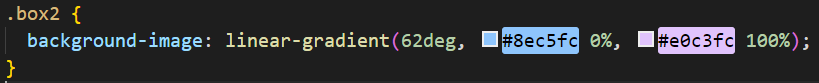 .box2 {
background-image: linear-gradient(62deg, #8ec5fc 0%, #e0c3fc 100%);
}